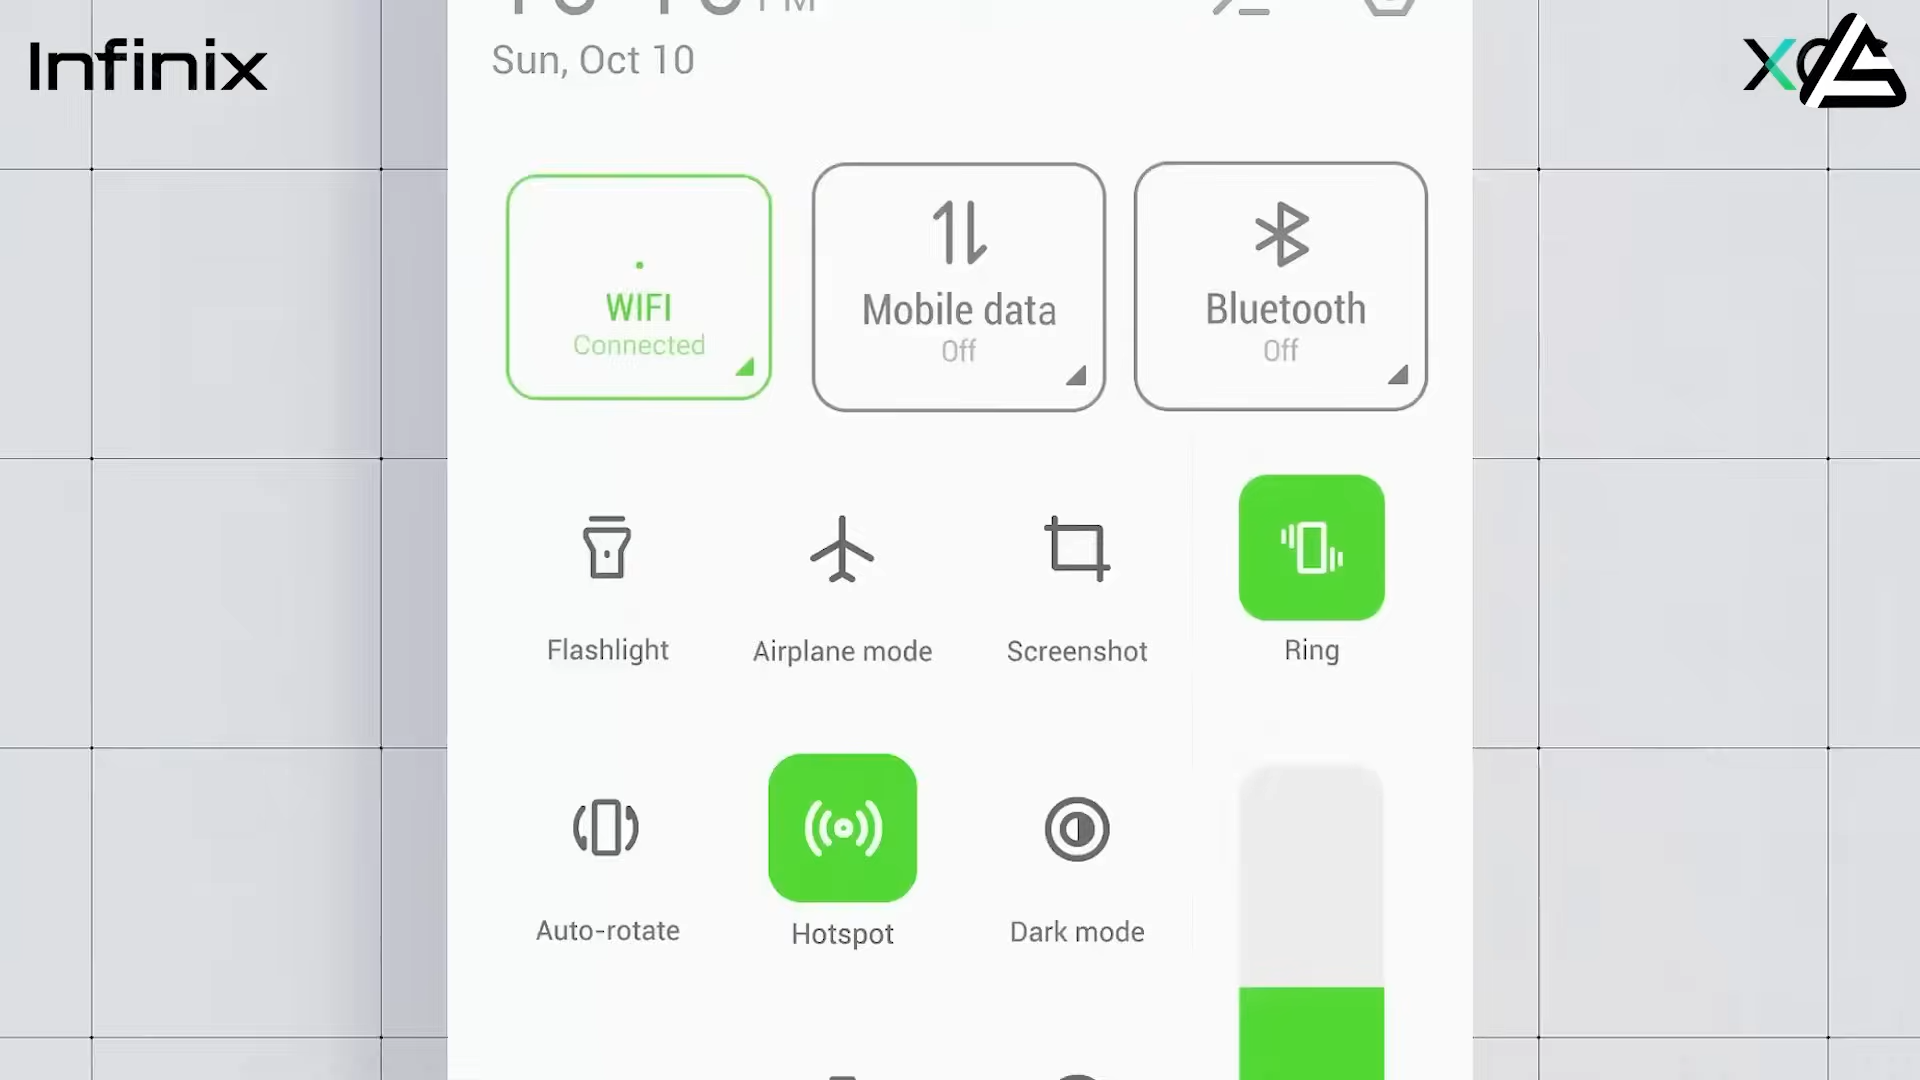 Infinix
PM
Sun, Oct 10
WIFI
Connected
Mobile data
Off
Bluetooth
Off
Flashlight
Airplane mode
Screenshot
Ring
Auto-rotate
Hotspot
Dark mode